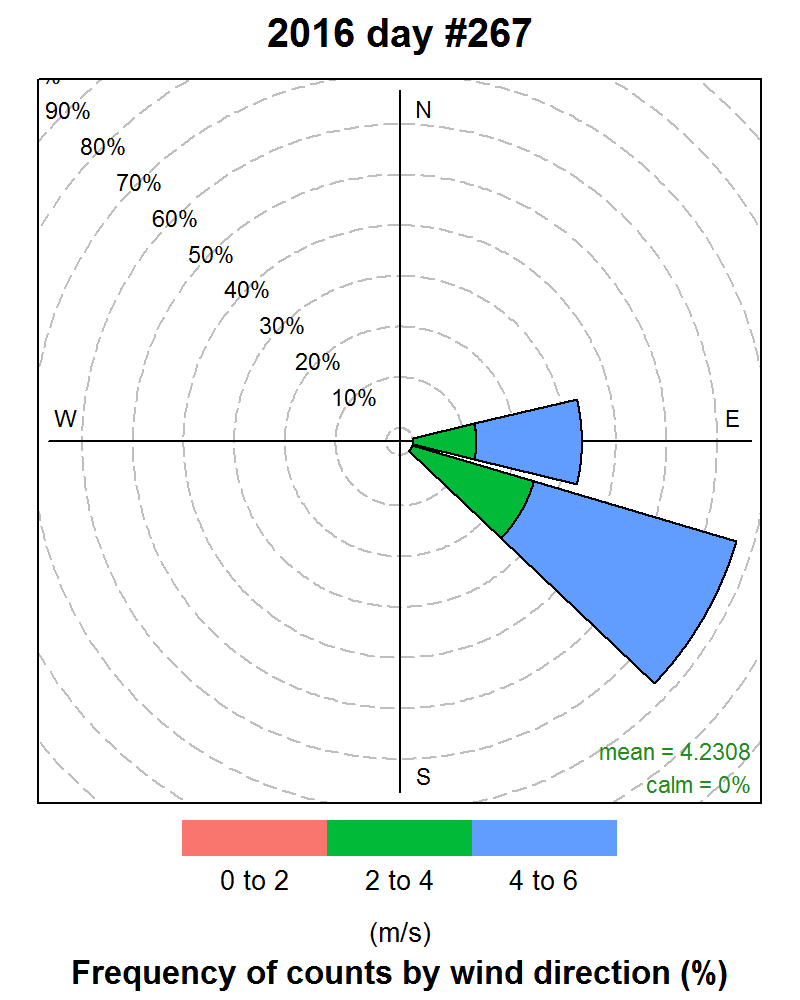 2016 day #267
%
90%
80%
70%
60%
50%
40%
30%
20%
10%
N
W
E
S
mean = 4.2308
calm = 0%
0 to 2
2 to 4
4 to 6
(m/s)
Frequency of counts by wind direction (%)